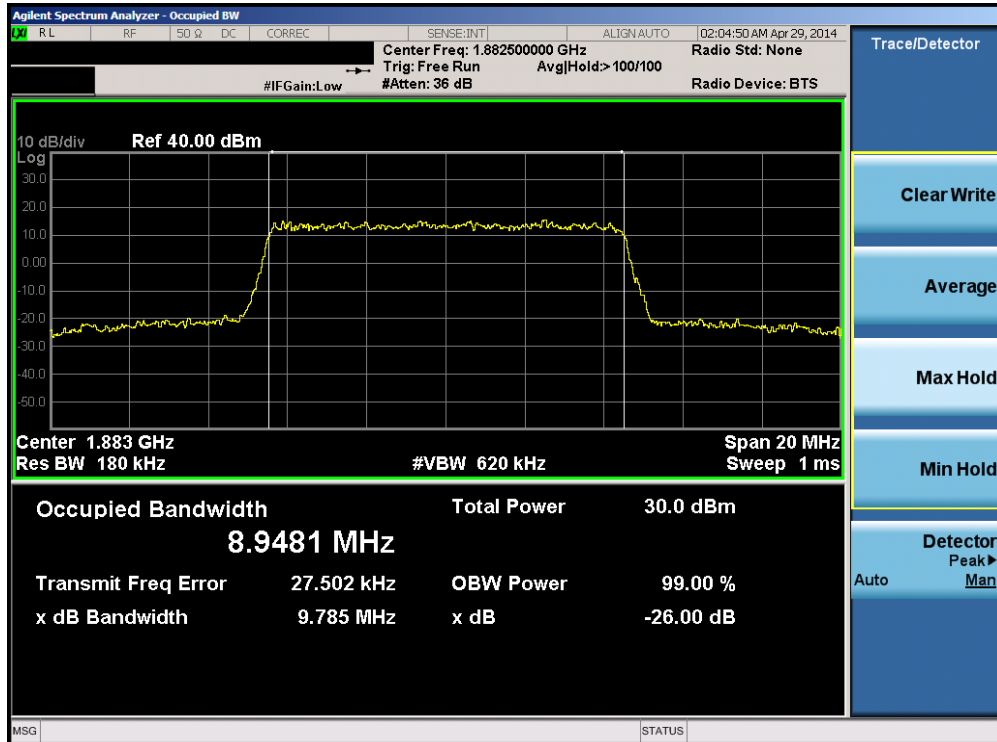 Agilent Spectrum Analyzer - Occupied BW
LXI RL RF 50 Ω DC CORREC SENSE:INT ALIGN AUTO 02:04:50 AM Apr 29, 2014
Center Freq: 1.882500000 GHz Radio Std: None
Trig: Free Run Avg|Hold:> 100/100
#IFGain:Low #Atten: 36 dB Radio Device: BTS
10 dB/div Ref 40.00 dBm
Log
30.0
20.0
10.0
0.00
-10.0
-20.0
-30.0
-40.0
-50.0
Center 1.883 GHz Span 20 MHz
Res BW 180 kHz #VBW 620 kHz Sweep 1 ms
Occupied Bandwidth Total Power 30.0 dBm
8.9481 MHz
Transmit Freq Error 27.502 kHz OBW Power 99.00 %
x dB Bandwidth 9.785 MHz x dB -26.00 dB
MSG STATUS
Trace/Detector
Clear Write
Average
Max Hold
Min Hold
Detector
Peak▶
Auto Man